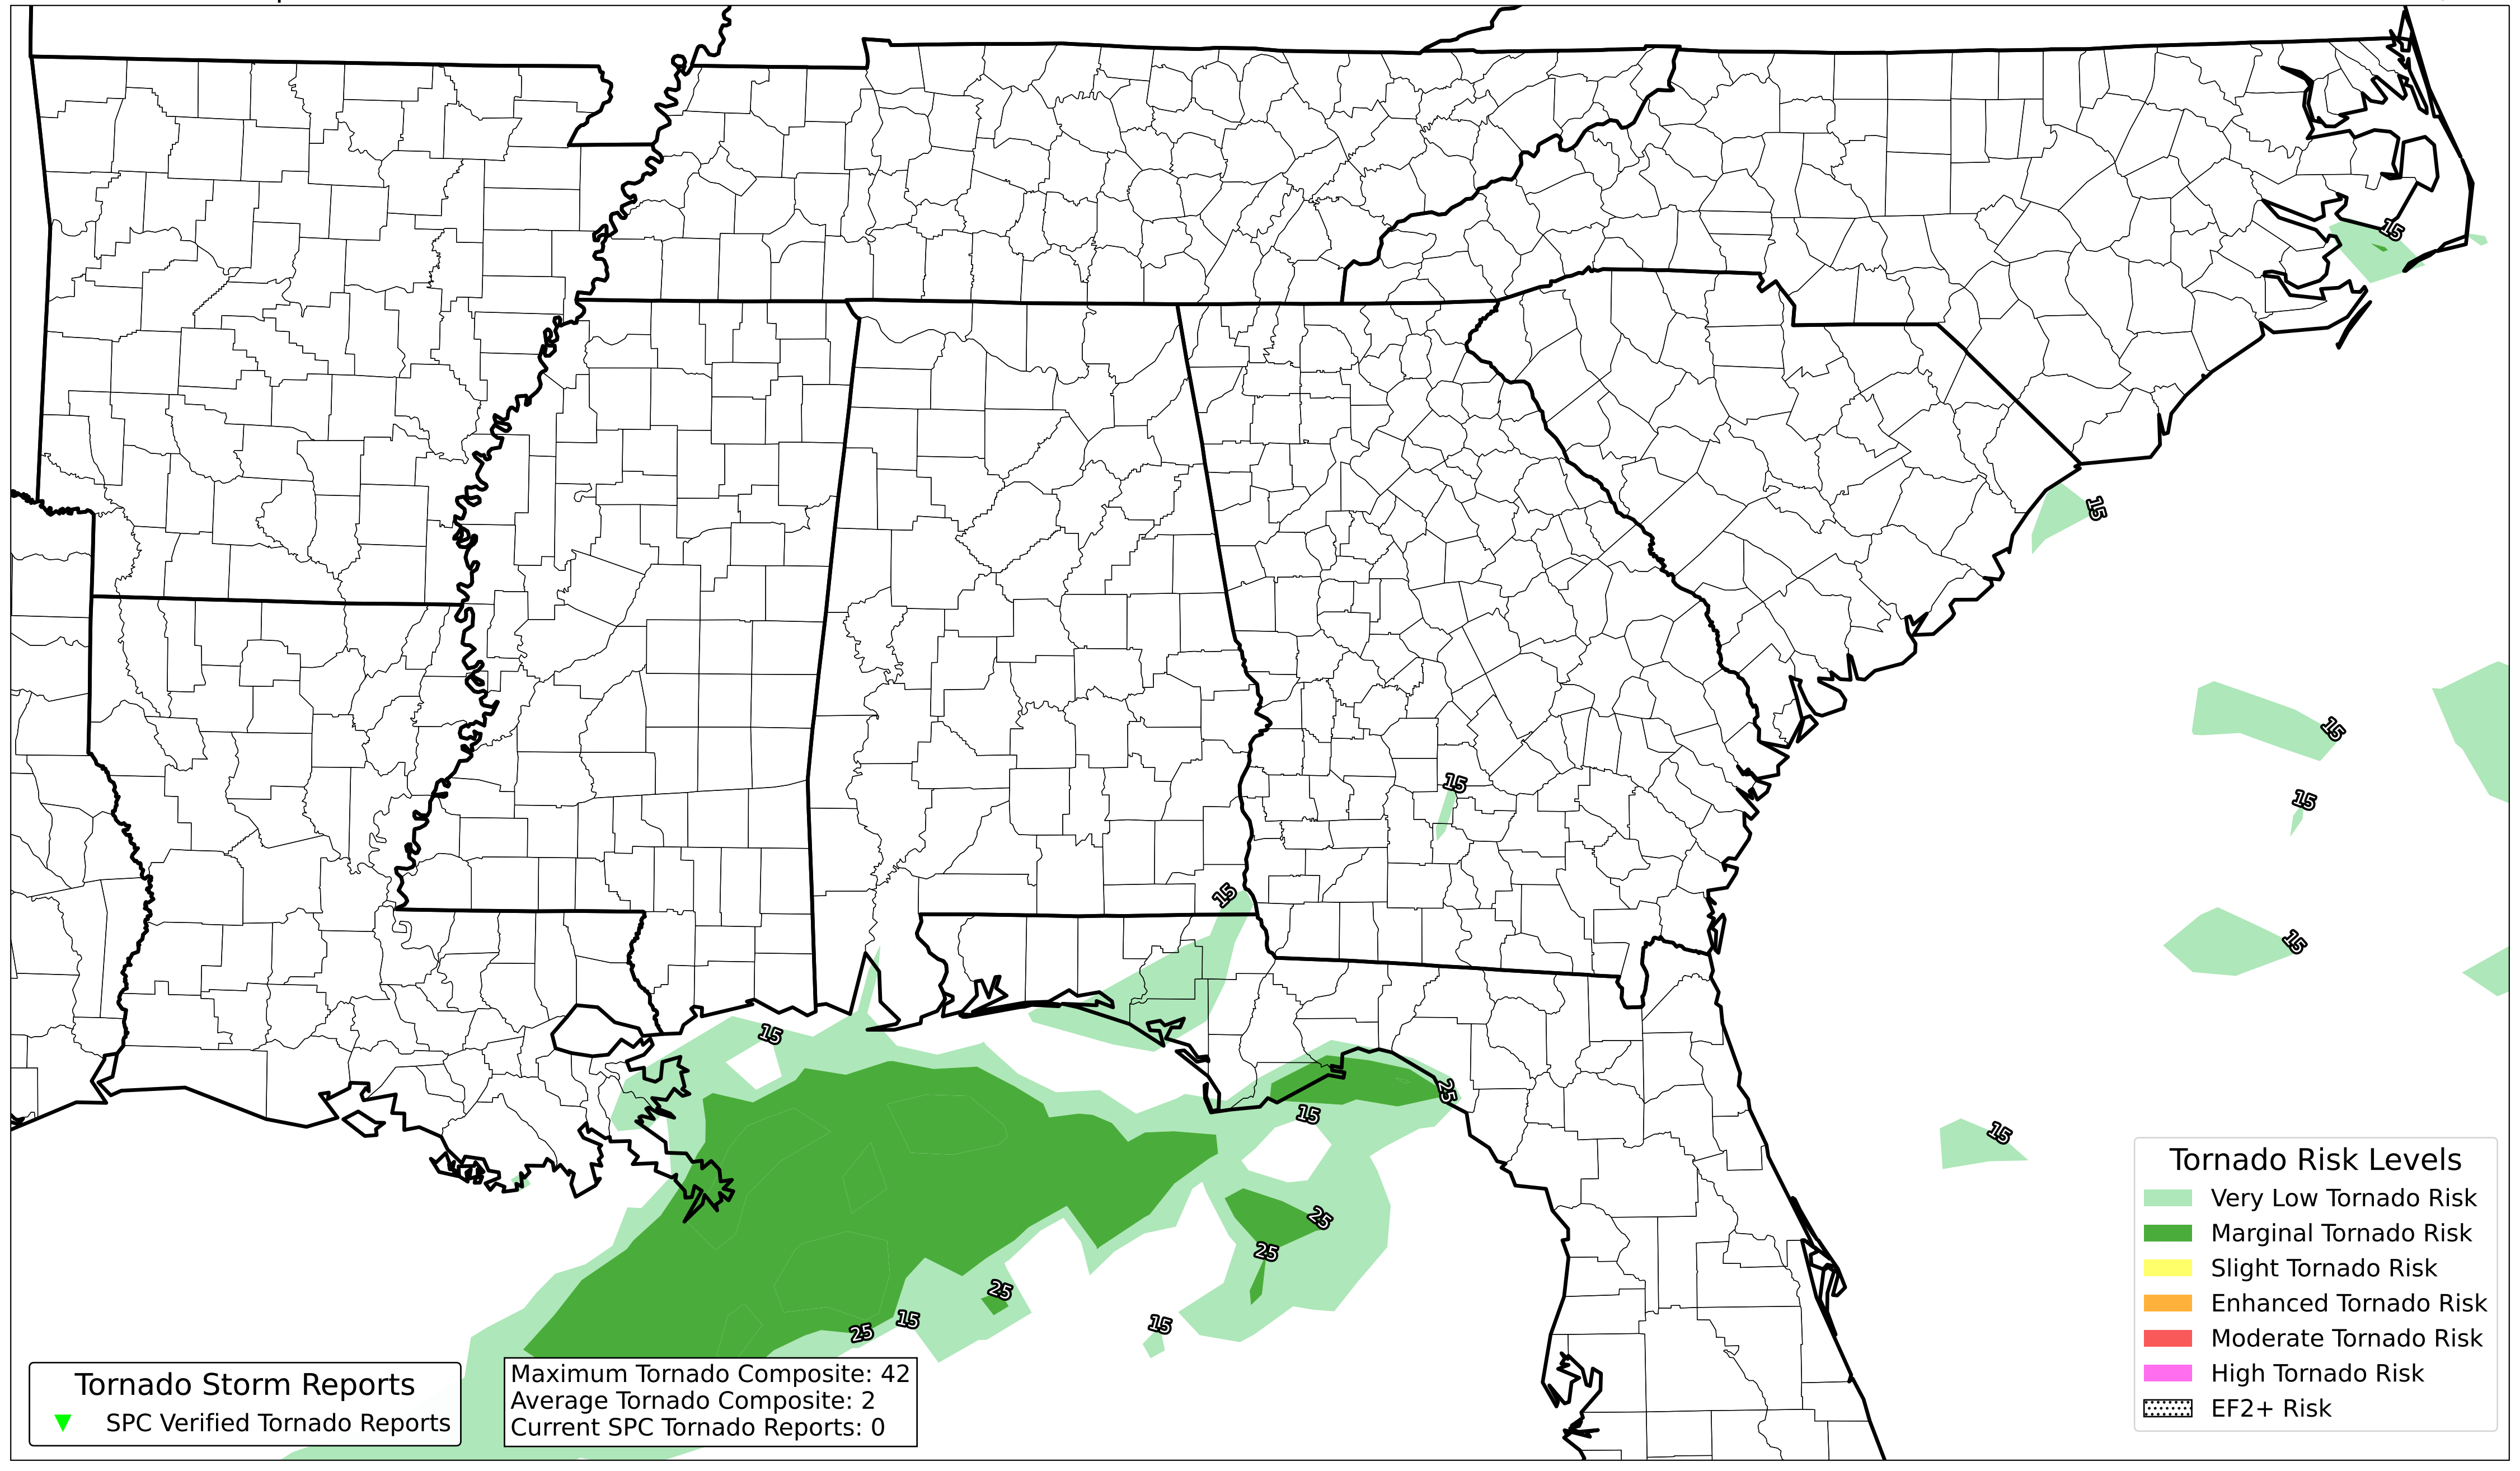 15
15
15
15
15
15
15
15
15
25
15
15
25
25
25
15
25
15
Tornado Risk Levels
Very Low Tornado Risk
Marginal Tornado Risk
Slight Tornado Risk
Enhanced Tornado Risk
Moderate Tornado Risk
High Tornado Risk
EF2+ Risk
Tornado Storm Reports
SPC Verified Tornado Reports
Maximum Tornado Composite: 42
Average Tornado Composite: 2
Current SPC Tornado Reports: 0